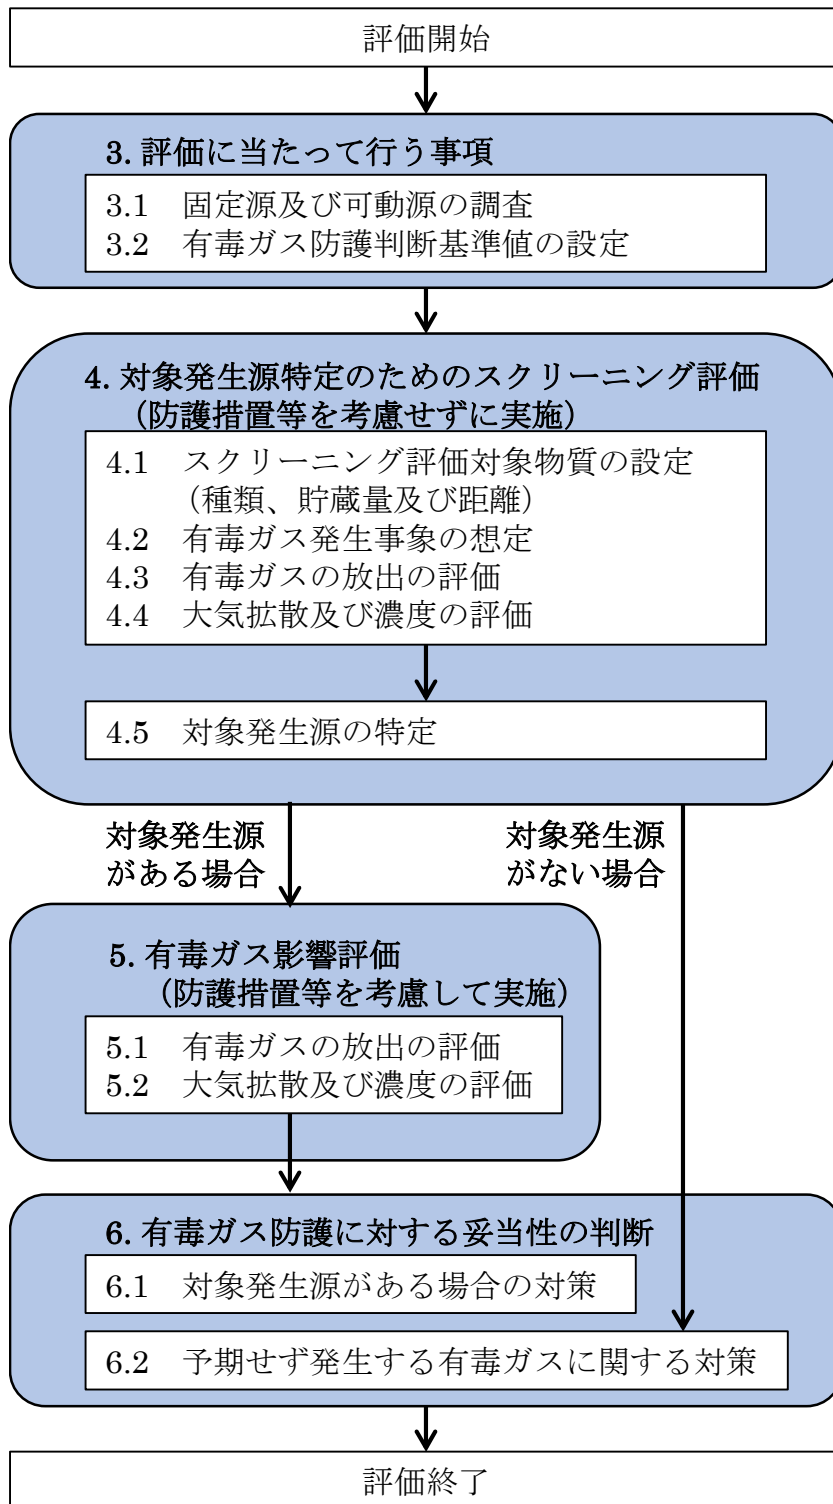 評価開始
3. 評価に当たって行う事項
3.1 固定源及び可動源の調査
3.2 有毒ガス防護判断基準値の設定
4. 対象発生源特定のためのスクリーニング評価
（防護措置等を考慮せずに実施）
4.1 スクリーニング評価対象物質の設定
（種類、貯蔵量及び距離）
4.2 有毒ガス発生事象の想定
4.3 有毒ガスの放出の評価
4.4 大気拡散及び濃度の評価
4.5 対象発生源の特定
対象発生源
がある場合
対象発生源
がない場合
5. 有毒ガス影響評価
（防護措置等を考慮して実施）
5.1 有毒ガスの放出の評価
5.2 大気拡散及び濃度の評価
6. 有毒ガス防護に対する妥当性の判断
6.1 対象発生源がある場合の対策
6.2 予期せず発生する有毒ガスに関する対策
評価終了